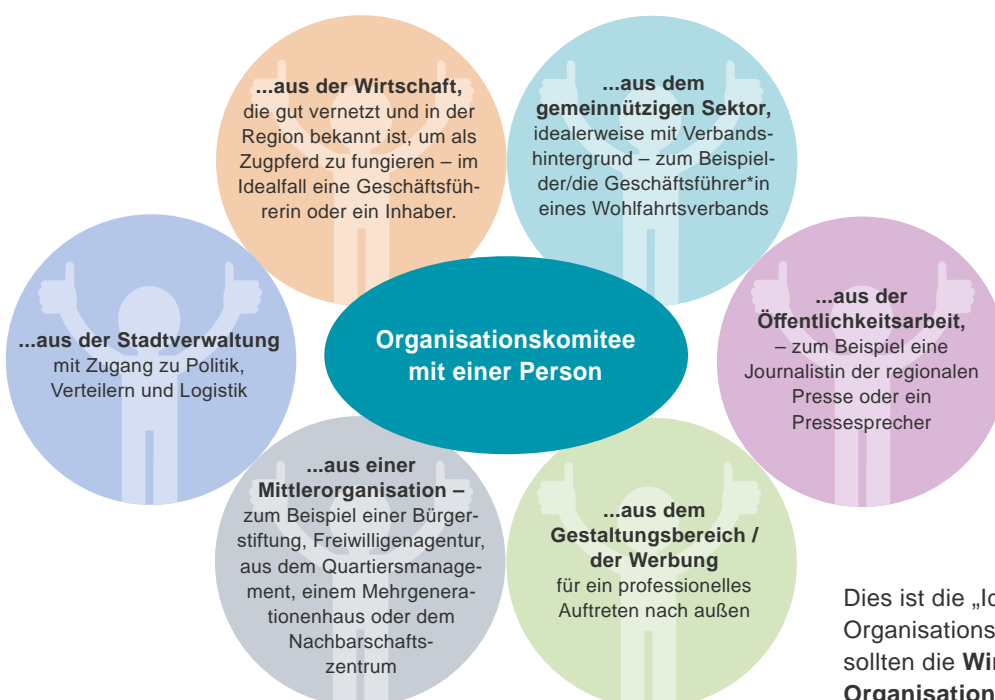 ...aus der Wirtschaft,
die gut vernetzt und in der
Region bekannt ist, um als
Zugpferd zu fungieren – im
Idealfall eine Geschäftsfüh-
rerin oder ein Inhaber.
...aus dem
gemeinnützigen Sektor,
idealerweise mit Verbands-
hintergrund – zum Beispiel-
der/die Geschäftsführer*in
eines Wohlfahrtsverbands
...aus der Stadtverwaltung
mit Zugang zu Politik,
Verteilern und Logistik
Organisationskomitee
mit einer Person
...aus der
Öffentlichkeitsarbeit,
– zum Beispiel eine
Journalistin der regionalen
Presse oder ein
Pressesprecher
...aus einer
Mittlerorganisation –
zum Beispiel einer Bürger-
stiftung, Freiwilligenagentur,
aus dem Quartiersmanage-
ment, einem Mehrgenera-
tionenhaus oder dem
Nachbarschafts-
zentrum
...aus dem
Gestaltungsbereich /
der Werbung
für ein professionelles
Auftreten nach außen
Dies ist die
Organisations
sollten die
Organisation